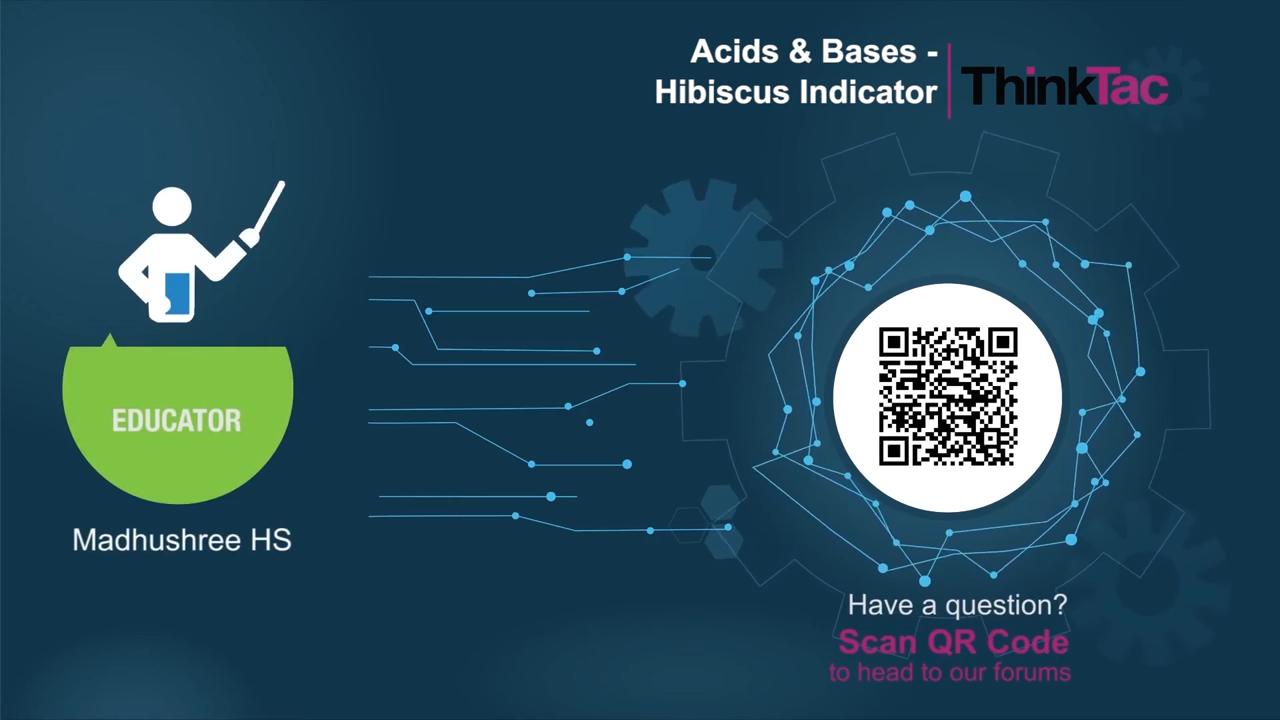 Acids & Bases -
Hibiscus Indicator
ThinkTac
EDUCATOR
Madhushree HS
Have a question?
Scan QR Code
to head to our forums